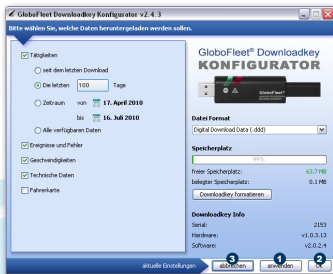 GloboFleet Downloadkey Konfigurator v2.4.3
Bitte wählen Sie, welche Daten heruntergeladen werden sollen.
Tätigkeiten
seit dem letzten Download
Die letzten 100 Tage
Zeitraum von 17. April 2010
bis 16. Juli 2010
Alle verfügbaren Daten
Ereignisse und Fehler
Geschwindigkeiten
Technische Daten
Fahrerkarte
GloboFleet® Downloadkey
KONFIGURATOR
GloboFleet®
Datei Format
Digital Download Data (.ddd)
Speicherplatz
99%
freier Speicherplatz: 63.7 MB
belegter Speicherplatz: 0.1 MB
Downloadkey formatieren
Downloadkey Info
Serial: 2153
Hardware: v1.0.3.13
Software: v2.0.2.4
3 1 2
aktuelle Einstellungen abbrechen anwenden OK